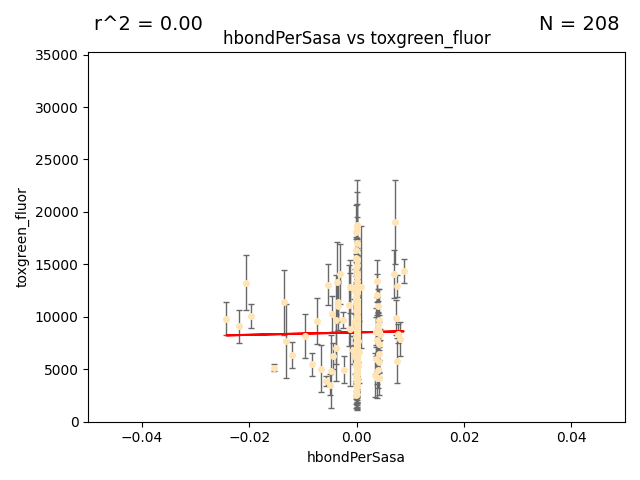 r^2 = 0.00
N = 208
hbondPerSasa vs toxgreen_fluor
35000
30000
25000
20000
15000
10000
5000
0
toxgreen_fluor
−0.04
−0.02
0.00
0.02
0.04
hbondPerSasa